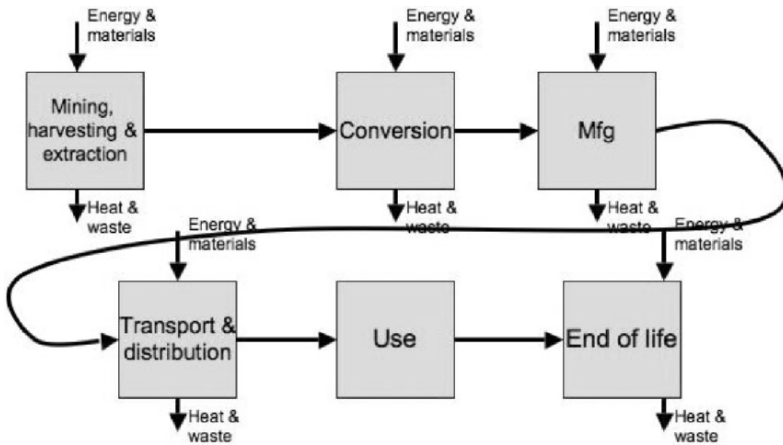 Energy &
materials
Energy &
materials
Energy &
materials
Mining,
harvesting &
extraction
Conversion
Mfg
Heat &
waste
Heat &
waste
Heat &
waste
Energy &
materials
Energy &
materials
Transport &
distribution
Use
End of life
Heat &
waste
Heat &
waste